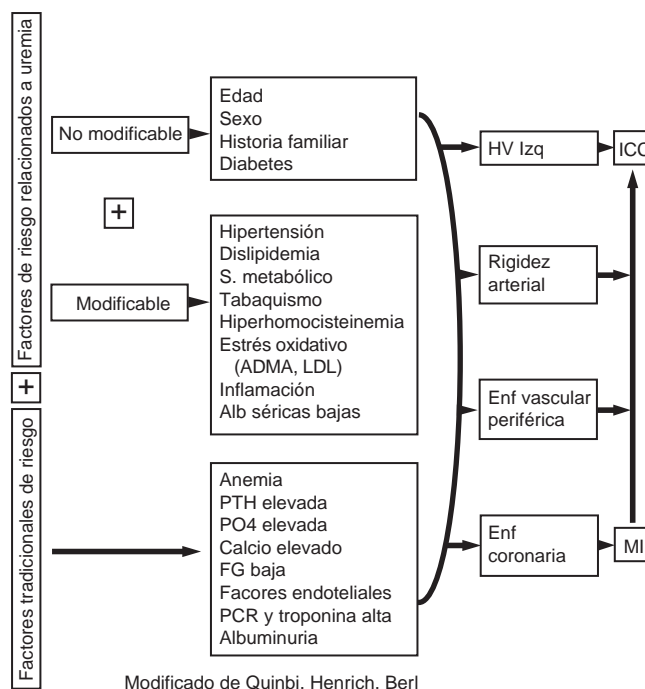 Factores de riesgo relacionados a uremia
+
Factores tradicionales de riesgo
No modificable
+
Modificable
Edad
Sexo
Historia familiar
Diabetes
Hipertensión
Dislipidemia
S. metabólico
Tabaquismo
Hiperhomocisteinemia
Estrés oxidativo
(ADMA, LDL)
Inflamación
Alb séricas bajas
Anemia
PTH elevada
PO4 elevada
Calcio elevado
FG baja
Facores endoteliales
PCR y troponina alta
Albuminuria
HV Izq
ICC
Rigidez
arterial
Enf vascular
periférica
Enf
coronaria
MI
Modificado de Quinbi, Henrich, Berl